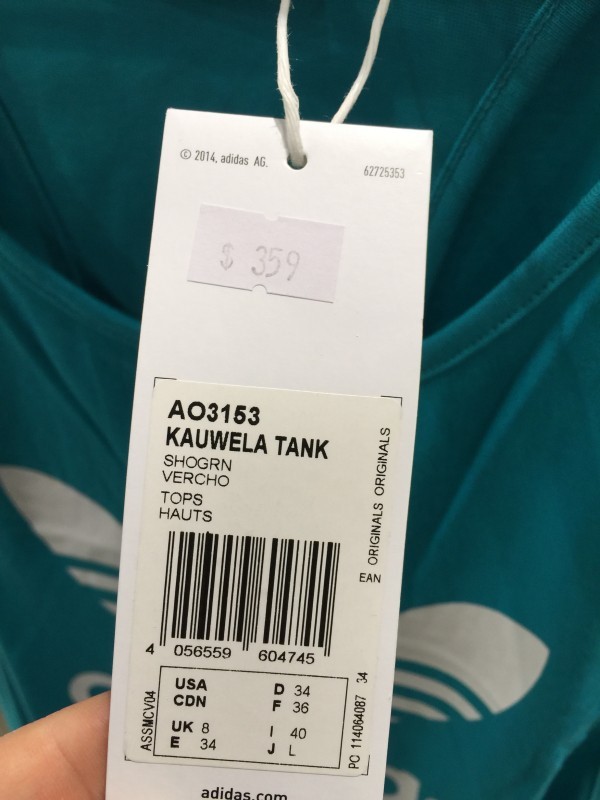 © 2014, adidas AG.
62725353
$ 359
AO3153
KAUWELA TANK
SHOGRN
VERCHO
TOPS
HAUTS
ORIGINALS ORIGINALS
EAN
4 056559 604745
ASSMCV04
USA D 34
CDN F 36
UK 8 I 40
E 34 J L
PO 114064087 34
adidas.com